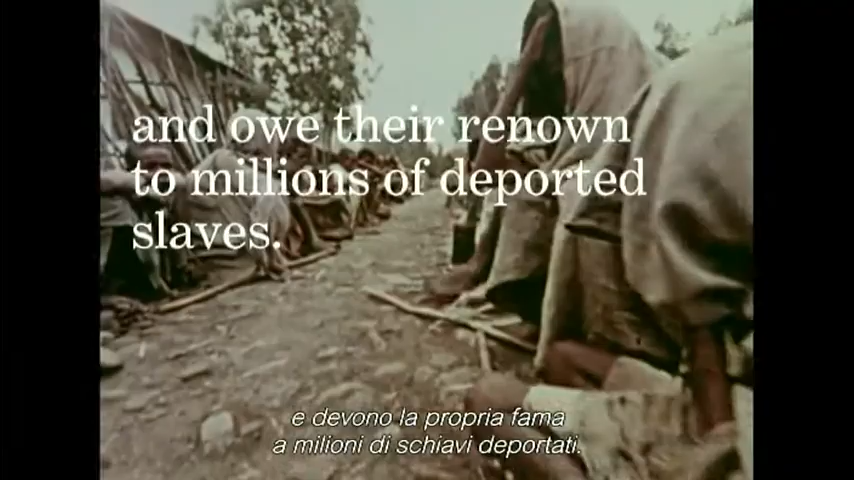 and owe their renown
to millions of deported
slaves.
e devono la propria fama
a milioni di schiavi deportati.